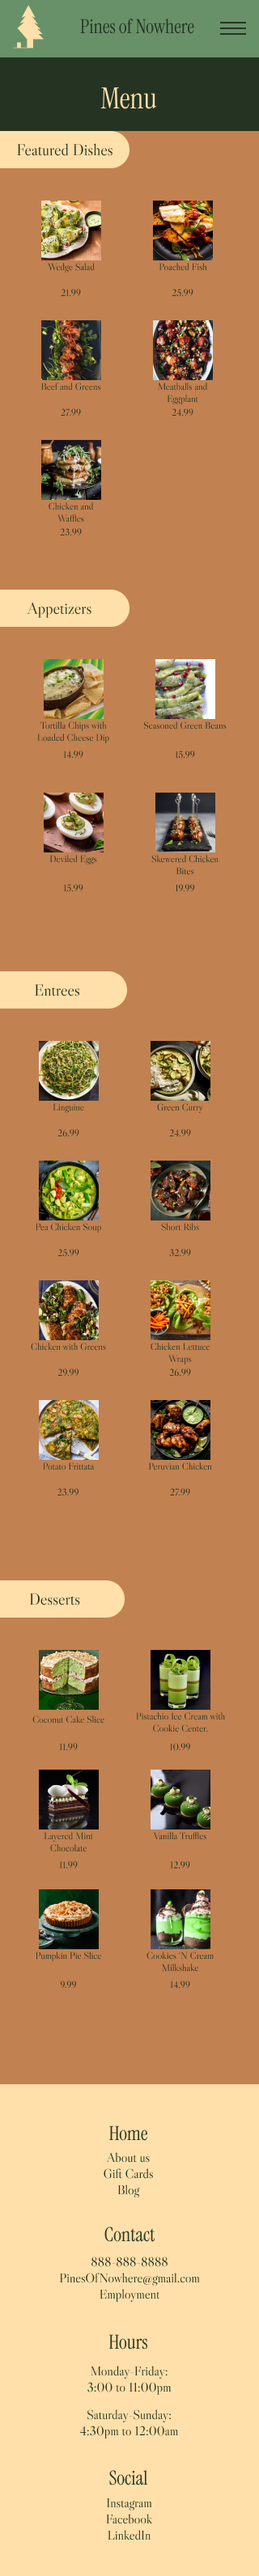 Pines of Nowhere
Menu
Featured Dishes
Wedge Salad
21.99
Poached Fish
25.99
Beef and Greens
27.99
Meatballs and
Eggplant
24.99
Chicken and
Waffles
23.99
Appetizers
Tortilla Chips with
Loaded Cheese Dip
14.99
Seasoned Green Beans
15.99
Deviled Eggs
15.99
Skewered Chicken
Bites
19.99
Entrees
Linguine
26.99
Green Curry
24.99
Pea Chicken Soup
25.99
Short Ribs
32.99
Chicken with Greens
29.99
Chicken Lettuce
Wraps
26.99
Potato Frittata
23.99
Peruvian Chicken
27.99
Desserts
Coconut Cake Slice
11.99
Pistachio Ice Cream with
Cookie Center.
10.99
Layered Mint
Chocolate
11.99
Vanilla Truffles
12.99
Pumpkin Pie Slice
9.99
Cookies 'N Cream
Milkshake
14.99
Home
About us
Gift Cards
Blog
Contact
888-888-8888
PinesOfNowhere@gmail.com
Employment
Hours
Monday-Friday:
3:00 to 11:00pm
Saturday-Sunday:
4:30pm to 12:00am
Social
Instagram
Facebook
LinkedIn